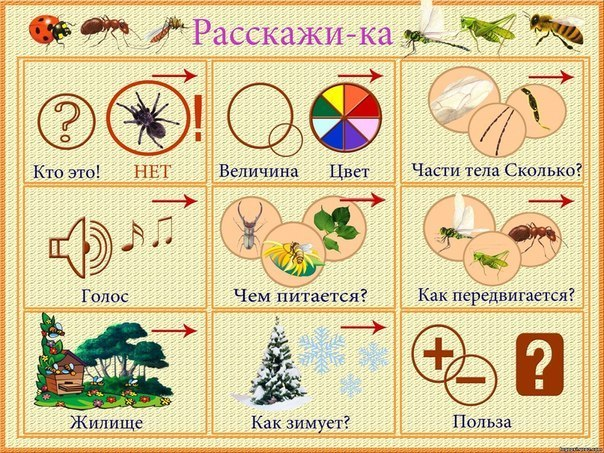 Расскажи-ка
Кто это! НЕТ !
Величина Цвет
Части тела Сколько?
Голос
Чем питается?
Как передвигается?
Жилище
Как зимует?
Польза